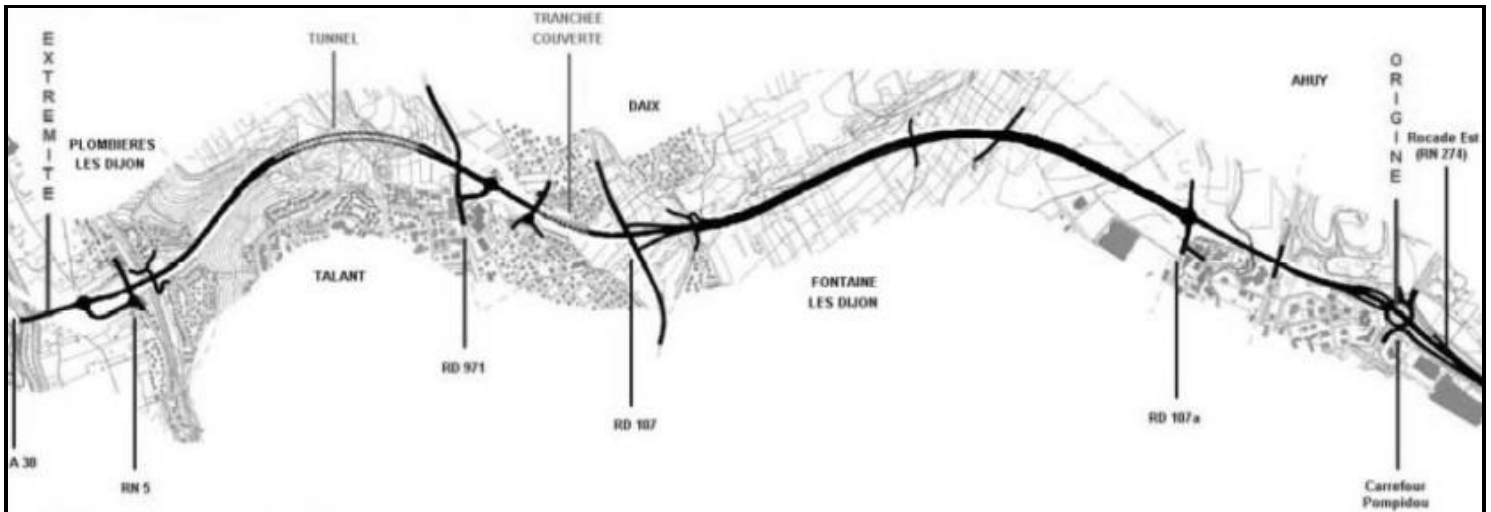 EXTREMITE
PLOMBIERES
LES DIJON
TUNNEL
TRANCHEE
COUVERTE
DAIX
AHUY
ORIGINE
Rocade Est
(RN 274)
TALANT
FONTAINE
LES DIJON
A 38
RN 5
RD 971
RD 107
RD 107a
Carrefour
Pompidou